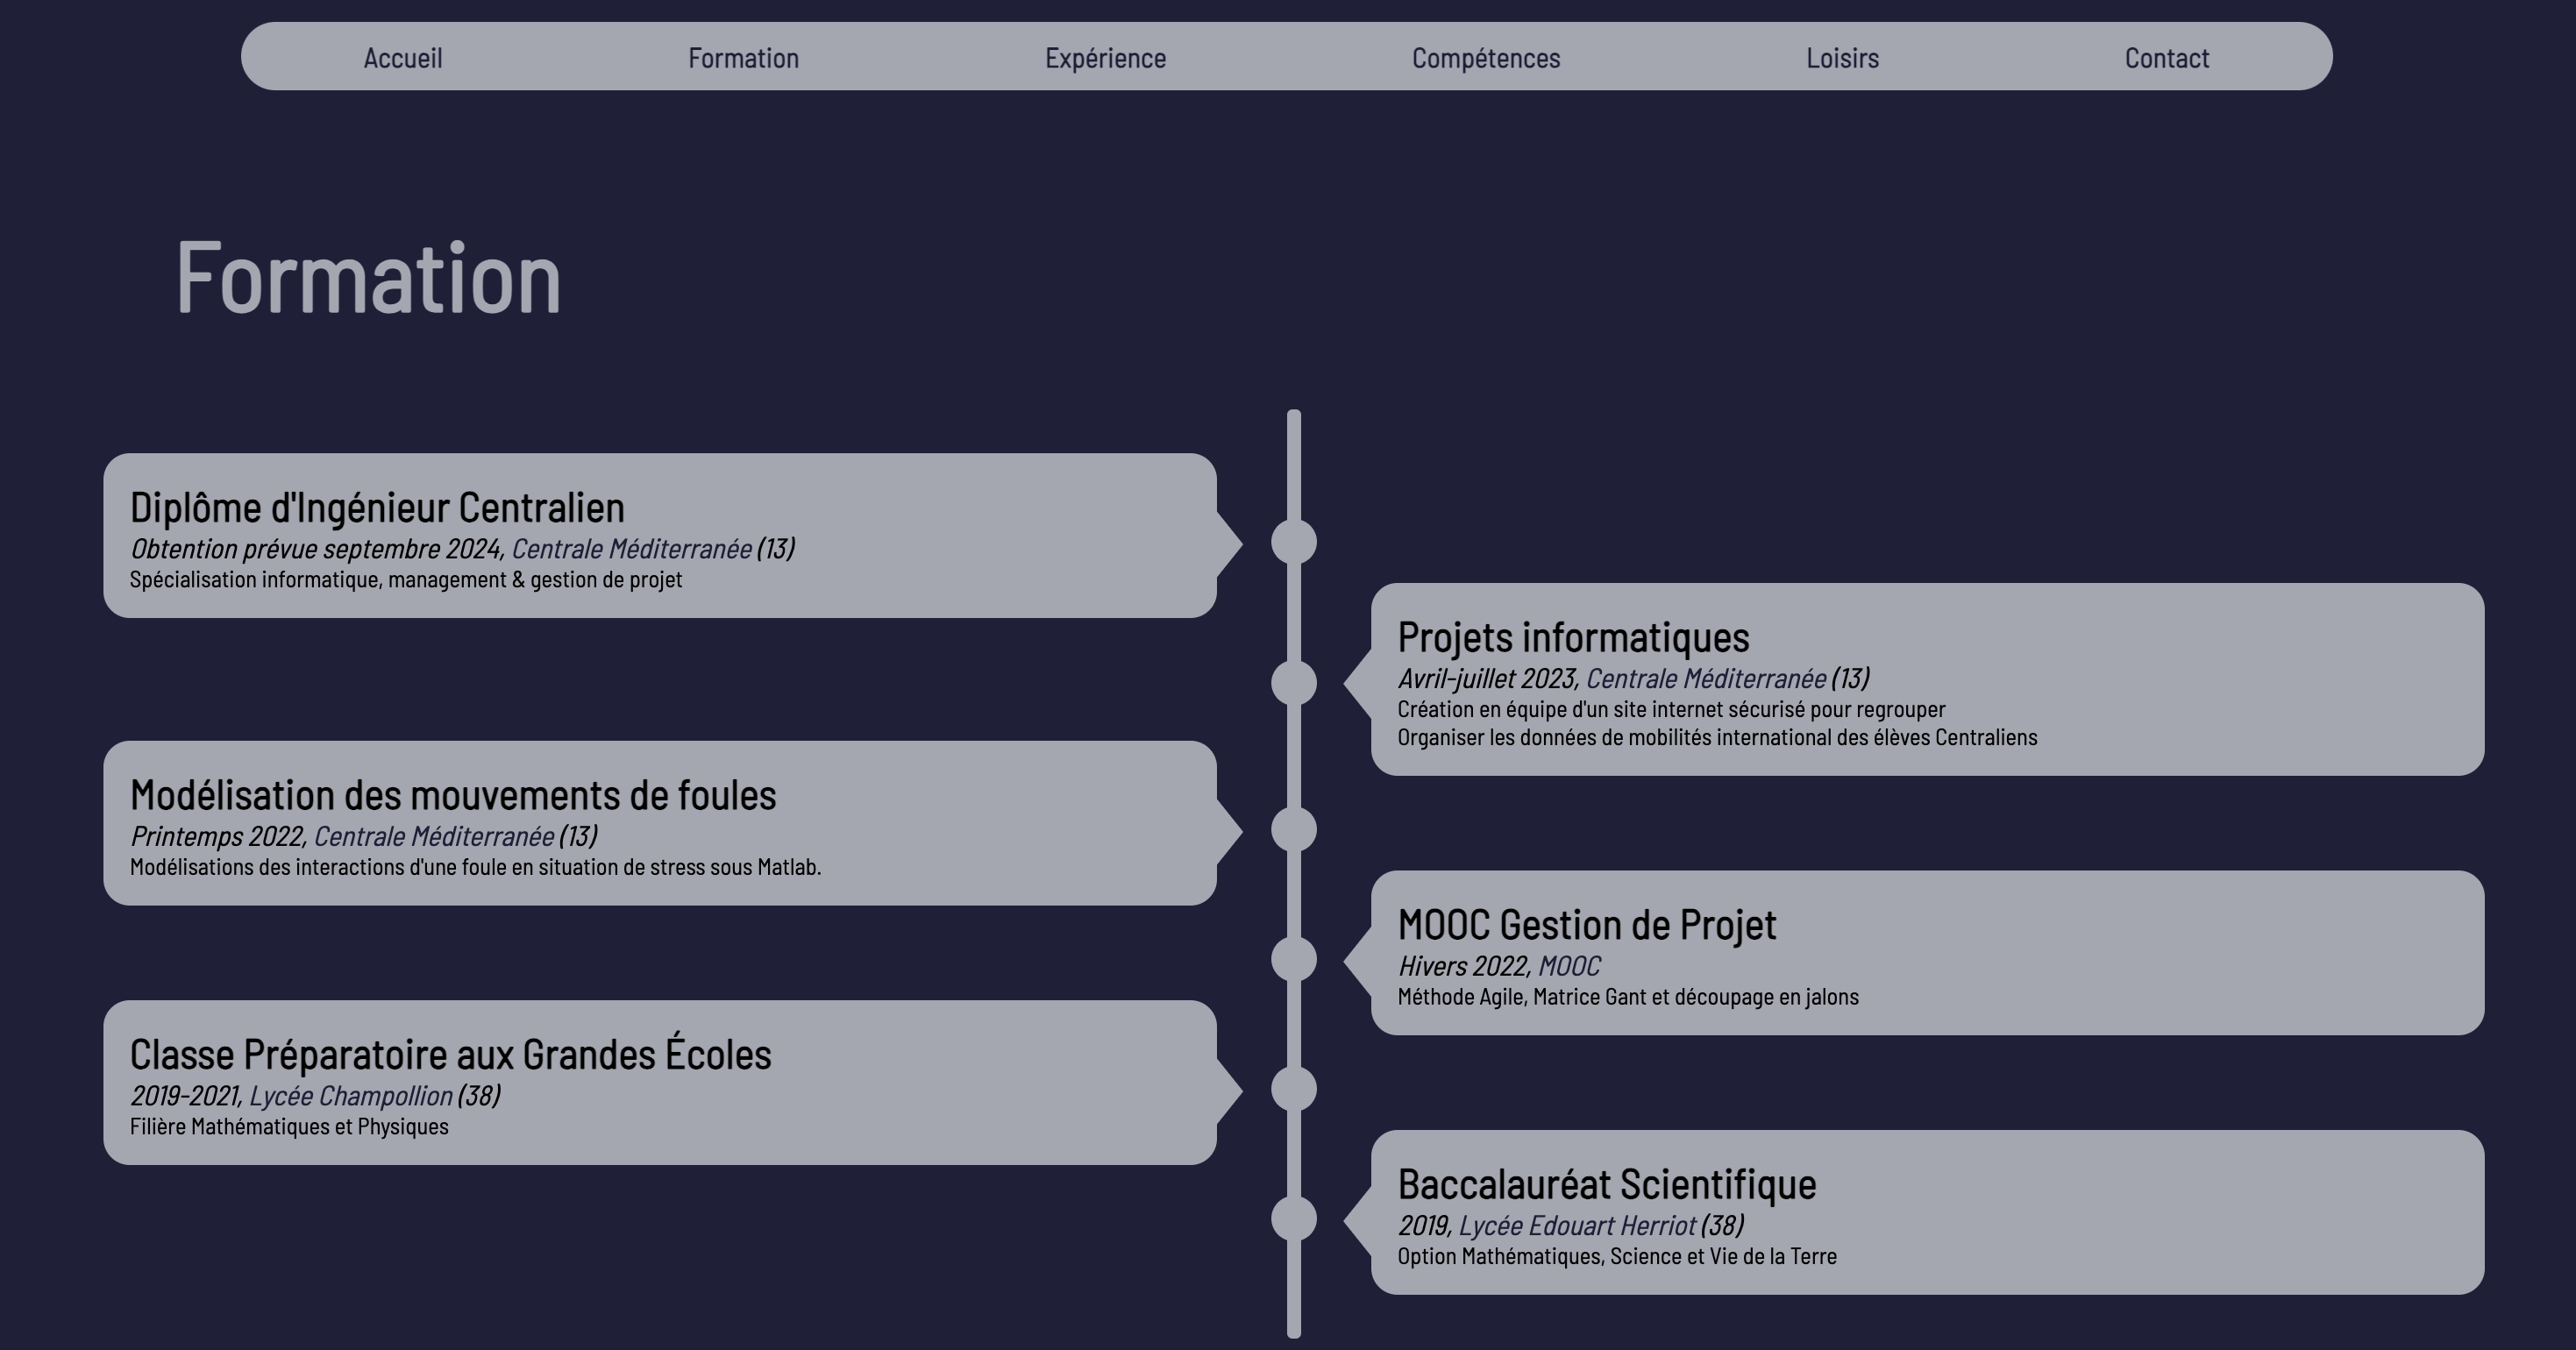 Accueil
Formation
Expérience
Compétences
Loisirs
Contact
Formation
Diplôme d'Ingénieur Centralien
Obtention prévue septembre 2024, Centrale Méditerranée (13)
Spécialisation informatique, management & gestion de projet
Projets informatiques
Avril-juillet 2023, Centrale Méditerranée (13)
Création en équipe d'un site internet sécurisé pour regrouper
Organiser les données de mobilités international des élèves Centraliens
Modélisation des mouvements de foules
Printemps 2022, Centrale Méditerranée (13)
Modélisations des interactions d'une foule en situation de stress sous Matlab.
MOOC Gestion de Projet
Hivers 2022, MOOC
Méthode Agile, Matrice Gant et découpage en jalons
Classe Préparatoire aux Grandes Écoles
2019-2021, Lycée Champollion (38)
Filière Mathématiques et Physiques
Baccalauréat Scientifique
2019, Lycée Edouart Herriot (38)
Option Mathématiques, Science et Vie de la Terre